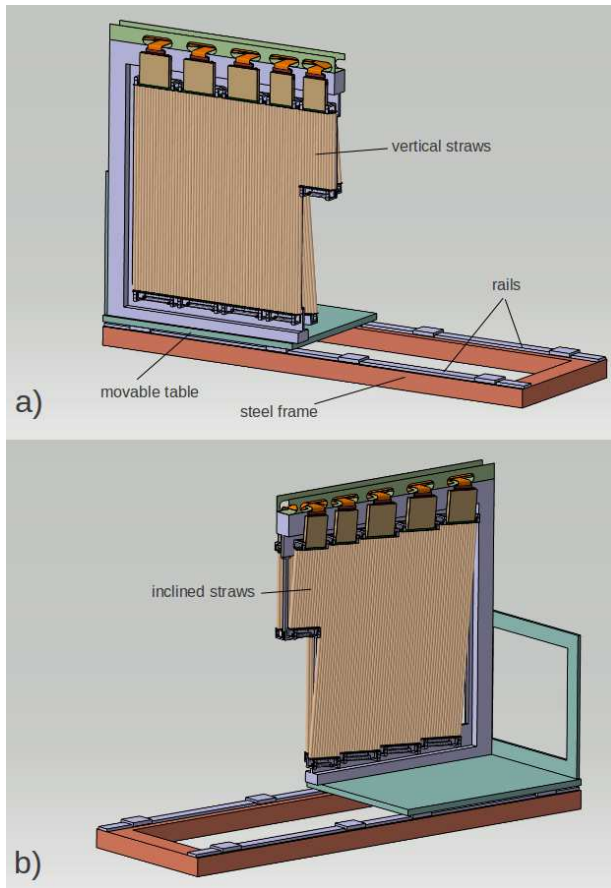 vertical straws
rails
movable table
steel frame
a)
inclined straws
b)